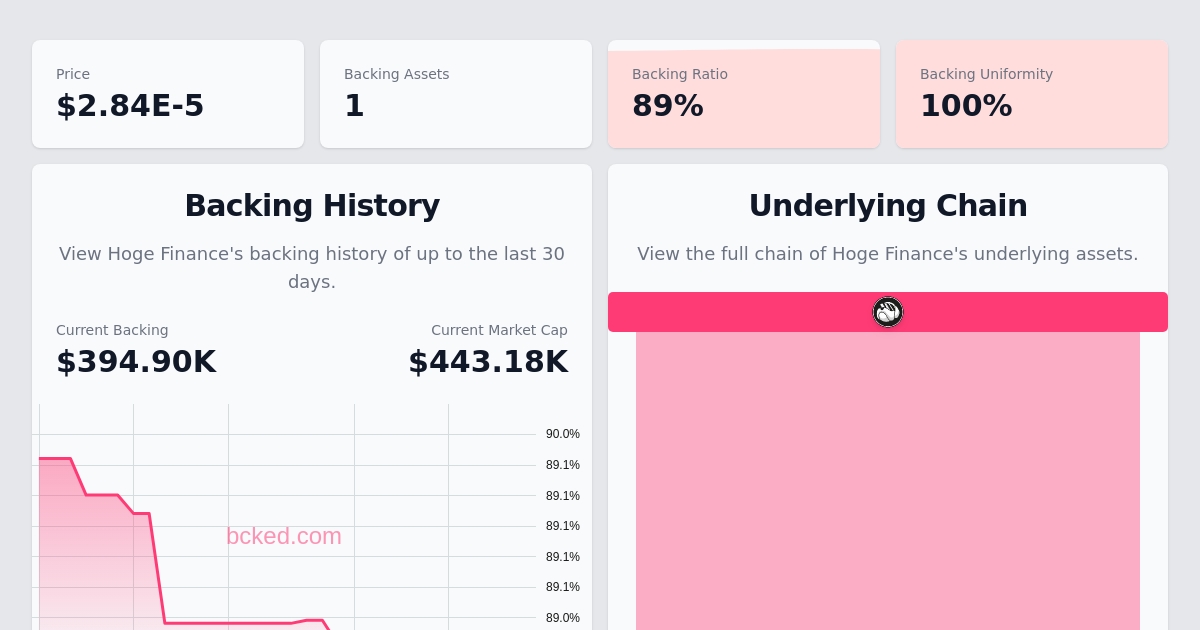 Price
$2.84E-5
Backing Assets
1
Backing Ratio
89%
Backing Uniformity
100%
Backing History
View Hoge Finance's backing history of up to the last 30
days.
Current Backing
$394.90K
Current Market Cap
$443.18K
90.0%
89.1%
89.1%
89.1%
89.1%
89.1%
89.0%
bcked.com
Underlying Chain
View the full chain of Hoge Finance's underlying assets.